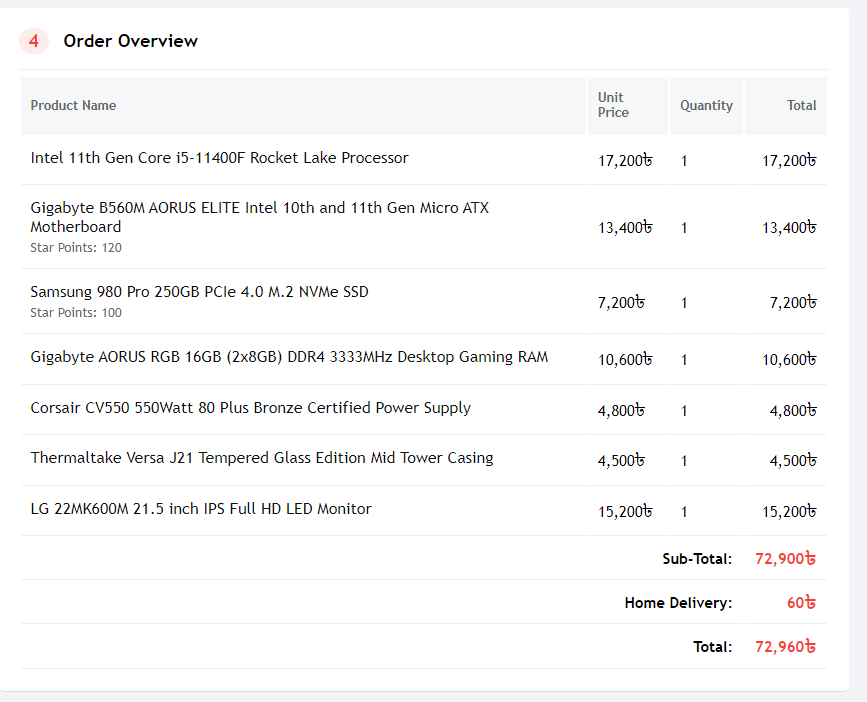 4 Order Overview
Product Name Unit Price Quantity Total
Intel 11th Gen Core i5-11400F Rocket Lake Processor 17,200৳ 1 17,200৳
Gigabyte B560M AORUS ELITE Intel 10th and 11th Gen Micro ATX
Motherboard 13,400৳ 1 13,400৳
Star Points: 120
Samsung 980 Pro 250GB PCIe 4.0 M.2 NVMe SSD 7,200৳ 1 7,200৳
Star Points: 100
Gigabyte AORUS RGB 16GB (2x8GB) DDR4 3333MHz Desktop Gaming RAM 10,600৳ 1 10,600৳
Corsair CV550 550Watt 80 Plus Bronze Certified Power Supply 4,800৳ 1 4,800৳
Thermaltake Versa J21 Tempered Glass Edition Mid Tower Casing 4,500৳ 1 4,500৳
LG 22MK600M 21.5 inch IPS Full HD LED Monitor 15,200৳ 1 15,200৳
Sub-Total: 72,900৳
Home Delivery: 60৳
Total: 72,960৳